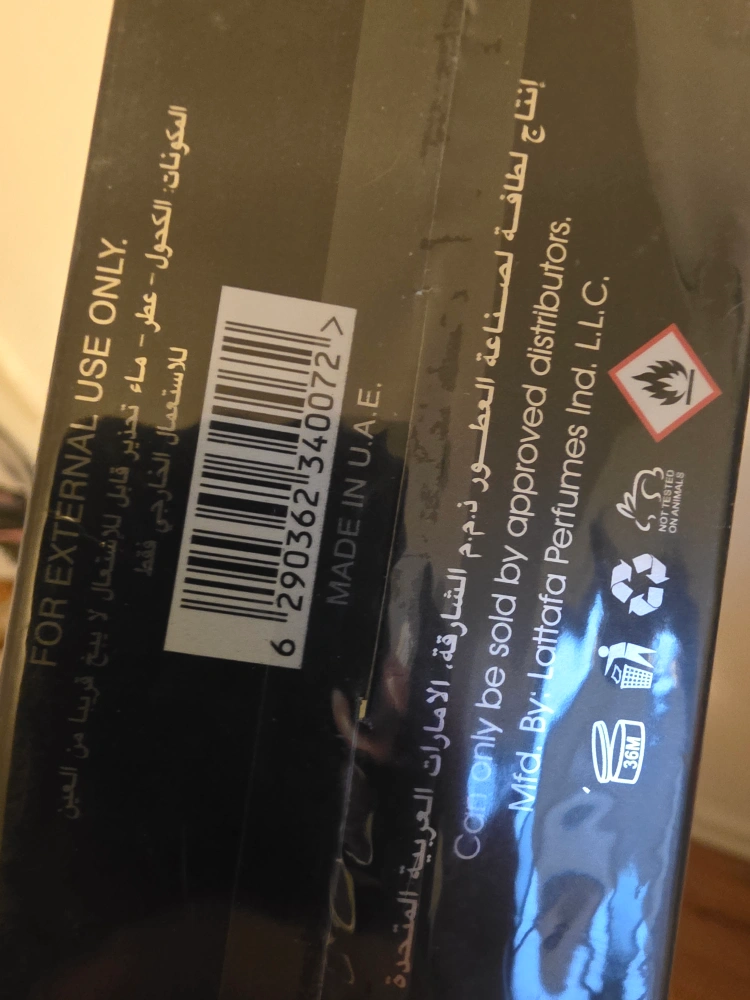 FOR EXTERNAL USE ONLY.
المكونات: الكحول - عطر - ماء تحذير قابل للإشتعال لا يبخ قريبا من العين
للاستعمال الخارجي فقط
6 290362 340072 >
MADE IN U.A.E.
إنتاج لطافة لصناعة العطور ذ.م.م الشارقة، الامارات العربية المتحدة
Can only be sold by approved distributors.
Mfd. By: Lattafa Perfumes Ind. L.L.C.
36M
NOT TESTED
ON ANIMALS